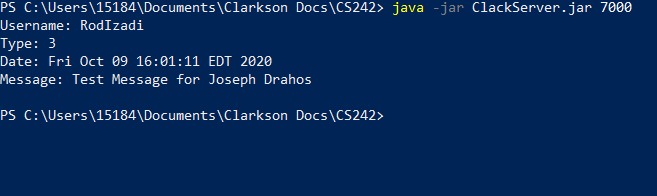 PS C:\Users\15184\Documents\Clarkson Docs\CS242> java -jar ClackServer.jar 7000
Username: RodIzadi
Type: 3
Date: Fri Oct 09 16:01:11 EDT 2020
Message: Test Message for Joseph Drahos
PS C:\Users\15184\Documents\Clarkson Docs\CS242>